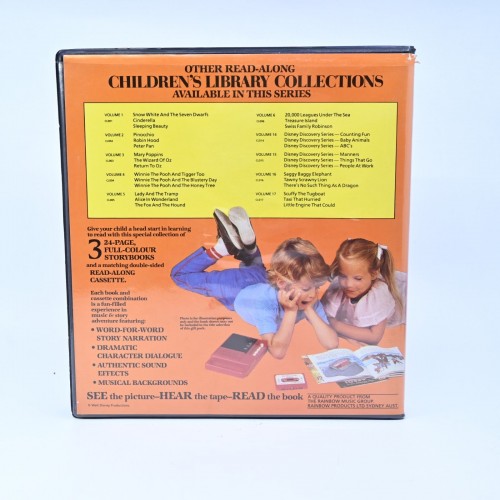 OTHER READ-ALONG
CHILDREN'S LIBRARY COLLECTIONS
AVAILABLE IN THIS SERIES
VOLUME 1 Snow White And The Seven Dwarfs
Cinderella
Sleeping Beauty
VOLUME 2 Pinocchio
Robin Hood
Peter Pan
VOLUME 3 Mary Poppins
The Wizard Of Oz
Return To Oz
VOLUME 4 Winnie The Pooh And Tigger Too
Winnie The Pooh And The Blustery Day
Winnie The Pooh And The Honey Tree
VOLUME 5 Lady And The Tramp
Alice In Wonderland
The Fox And The Hound
20,000 Leagues Under The Sea
Treasure Island
Swiss Family Robinson
Disney Discovery Series — Counting Fun
Disney Discovery Series — Baby Animals
Disney Discovery Series — ABC's
Disney Discovery Series — Manners
Disney Discovery Series — Things That Go
Disney Discovery Series — People At Work
VOLUME 16 Saggy Baggy Elephant
Tawny Scrawny Lion
There's No Such Thing As A Dragon
VOLUME 17 Scuffy The Tugboat
Taxi That Hurried
Little Engine That Could
Give your child a head start in learning
to read with this special collection of
3 24-PAGE,
FULL-COLOUR
STORYBOOKS
and a matching double-sided
READ-ALONG
CASSETTE.
Each book and
cassette combination
is a fun-filled
experience in
music & story
adventure featuring:
• WORD-FOR-WORD
STORY NARRATION
• DRAMATIC
CHARACTER DIALOGUE
• AUTHENTIC SOUND
EFFECTS
• MUSICAL BACKGROUNDS
SEE the picture–HEAR the tape–READ the book
A QUALITY PRODUCT FROM
THE RAINBOW MUSIC GROUP.
RAINBOW PRODUCTS LTD SYDNEY AUST.